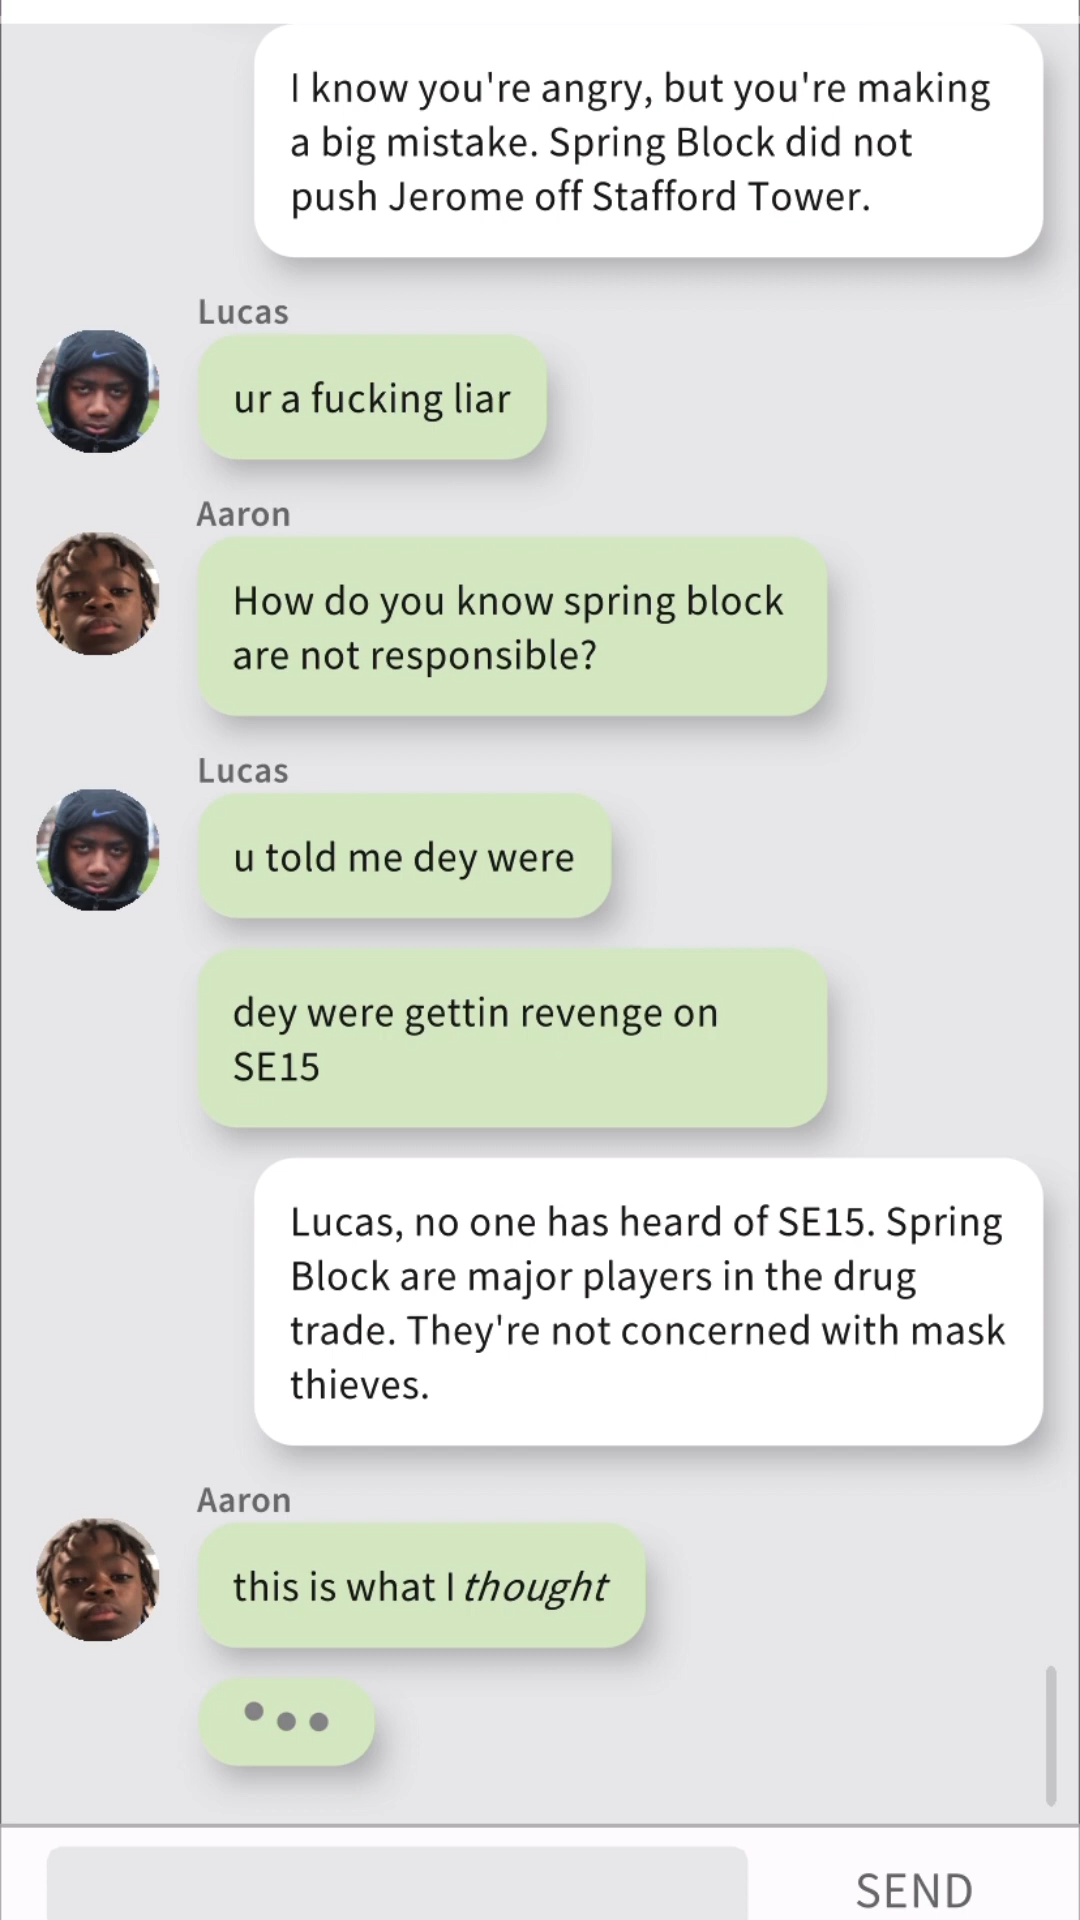 I know you're angry, but you're making
a big mistake. Spring Block did not
push Jerome off Stafford Tower.
Lucas
ur a fucking liar
Aaron
How do you know spring block
are not responsible?
Lucas
u told me dey were
dey were gettin revenge on
SE15
Lucas, no one has heard of SE15. Spring
Block are major players in the drug
trade. They're not concerned with mask
thieves.
Aaron
this is what I thought
SEND